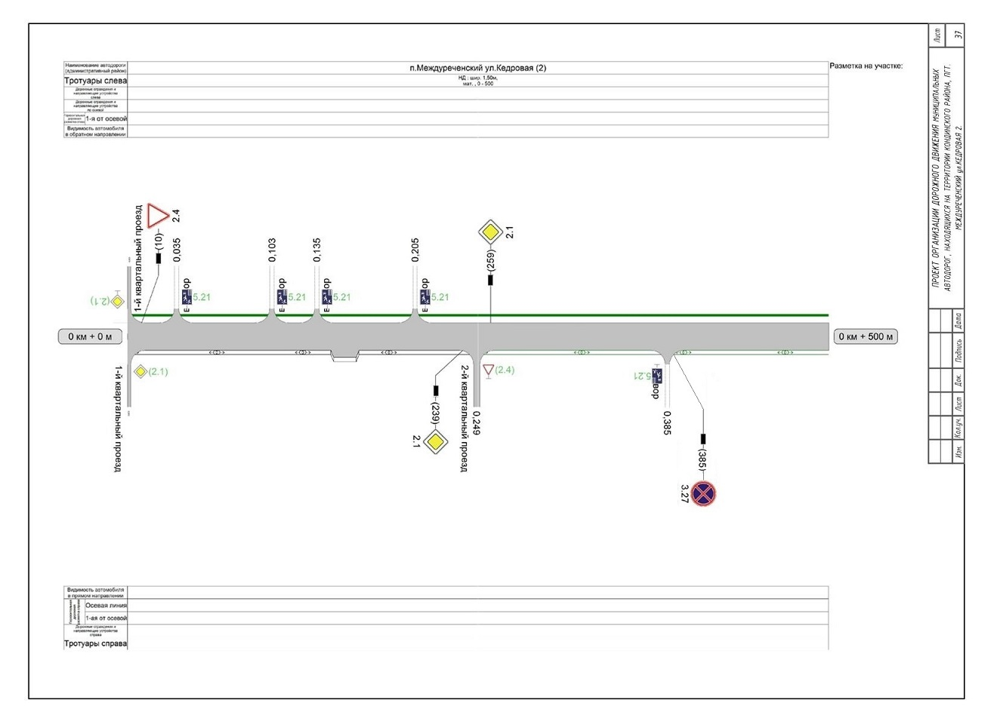 Наименование автодороги
(административный район)
п.Междуреченский ул.Кедровая (2)
Разметка на участке:
Тротуары слева
НД : шир. 1,50м,
мат. , 0 - 500
Дорожные ограждения и
направляющие устройства
слева
Дорожные ограждения и
направляющие устройства
по осевой
1-я от осевой
Видимость автомобиля
в обратном направлении
1-й квартальный проезд
2.4
(10)
0,035
0,103
0,135
0,205
2.1
(259)
(2.1)
5.21
5.21
5.21
5.21
0 км + 0 м
0 км + 500 м
1-й квартальный проезд
(2.1)
(239)
2.1
2-й квартальный проезд
0,249
(2.4)
5.21
0,385
(385)
3.27
Видимость автомобиля
в прямом направлении
Осевая линия
1-ая от осевой
Дорожные ограждения и
направляющие устройства
справа
Тротуары справа
Лист
37
ПРОЕКТ ОРГАНИЗАЦИИ ДОРОЖНОГО ДВИЖЕНИЯ МУНИЦИПАЛЬНЫХ
АВТОДОРОГ, НАХОДЯЩИХСЯ НА ТЕРРИТОРИИ КОНДИНСКОГО РАЙОНА, ПГТ.
МЕЖДУРЕЧЕНСКИЙ ул.КЕДРОВАЯ 2.
Изм.
Кол.уч.
Лист
Док.
Подпись
Дата